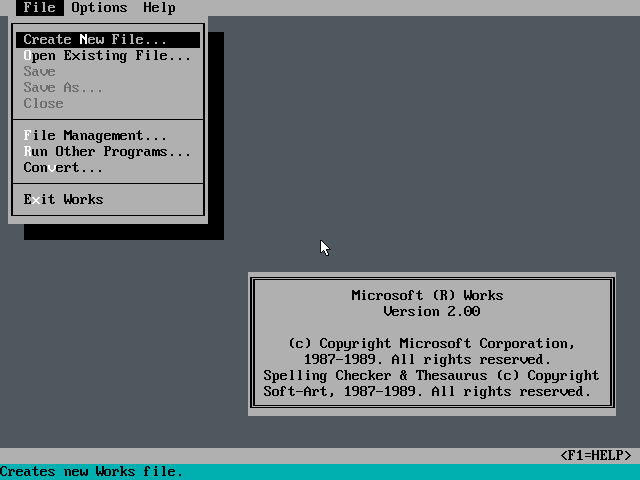 File Options Help
Create New File...
Open Existing File...
Save
Save As...
Close
File Management...
Run Other Programs...
Convert...
Exit Works
Microsoft (R) Works
Version 2.00
(c) Copyright Microsoft Corporation,
1987-1989. All rights reserved.
Spelling Checker & Thesaurus (c) Copyright
Soft-Art, 1987-1989. All rights reserved.
<F1=HELP>
Creates new Works file.